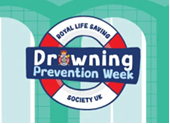 ROYAL LIFE SAVING
Drowning
Prevention Week
SOCIETY UK